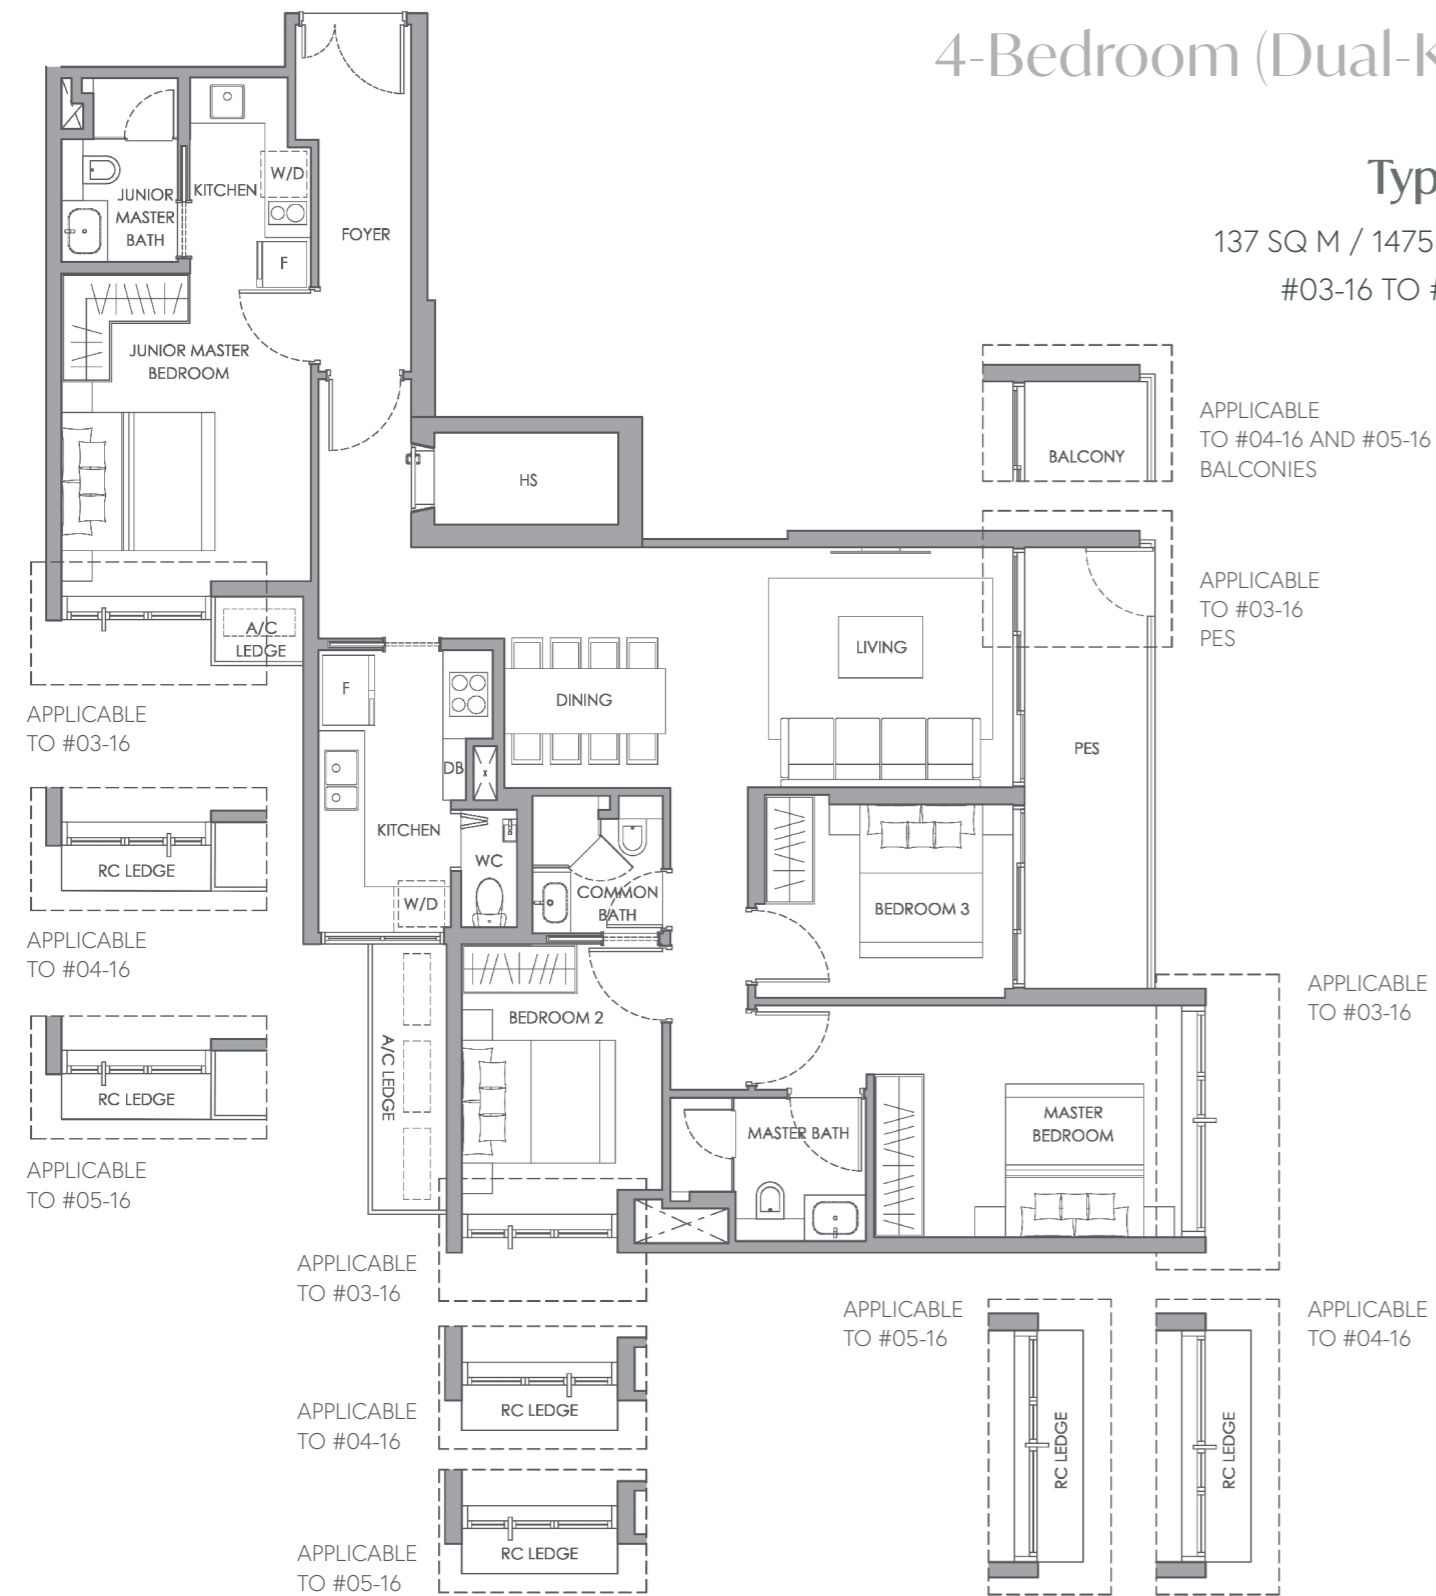 4-Bedroom (Dual-K
Typ
137 SQ M / 1475
#03-16 TO #
W/D
KITCHEN
JUNIOR
MASTER
BATH
FOYER
F
JUNIOR MASTER
BEDROOM
HS
BALCONY
APPLICABLE
TO #04-16 AND #05-16
BALCONIES
APPLICABLE
TO #03-16
PES
A/C
LEDGE
LIVING
F
DINING
PES
APPLICABLE
TO #03-16
DB
KITCHEN
WC
RC LEDGE
COMMON
BATH
W/D
BEDROOM 3
APPLICABLE
TO #04-16
BEDROOM 2
APPLICABLE
TO #03-16
A/C LEDGE
RC LEDGE
MASTER BATH
MASTER
BEDROOM
APPLICABLE
TO #05-16
APPLICABLE
TO #03-16
APPLICABLE
TO #05-16
APPLICABLE
TO #04-16
RC LEDGE
APPLICABLE
TO #04-16
RC LEDGE
RC LEDGE
RC LEDGE
APPLICABLE
TO #05-16